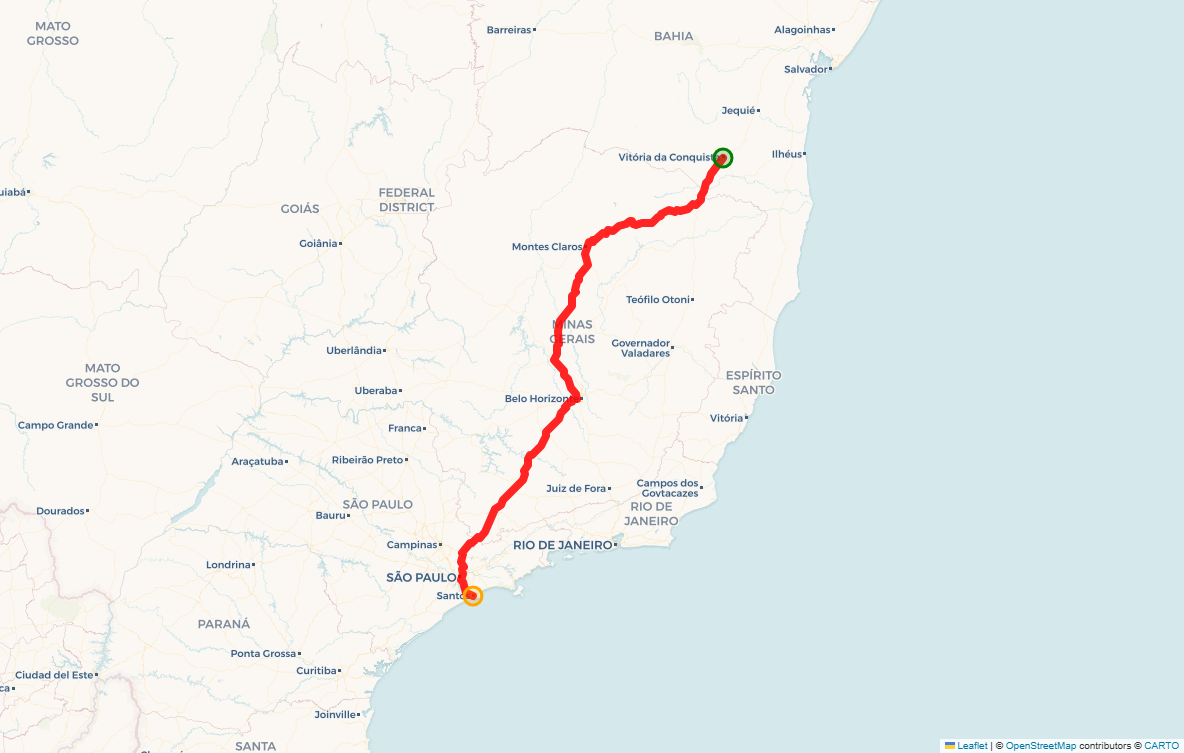 MATO
GROSSO
Barreiras
BAHIA
Alagoinhas
Salvador
Jequié
Vitória da Conquist
Ilhéus
uiabá
FEDERAL
DISTRICT
GOIÁS
Goiânia
Montes Claros
Teófilo Otoni
MINAS
GERAIS
Governador
Valadares
Uberlândia
MATO
GROSSO DO
SUL
ESPÍRITO
SANTO
Uberaba
Belo Horizonte
Vitória
Campo Grande
Franca
Araçatuba
Ribeirão Preto
Juiz de Fora
Campos dos
Govtacazes
SÃO PAULO
RIO DE
JANEIRO
Dourados
Bauru
Campinas
RIO DE JANEIRO
Londrina
SÃO PAULO
Santos
PARANÁ
Ponta Grossa
Curitiba
Ciudad del Este
ca
Joinville
SANTA
Leaflet | © OpenStreetMap contributors © CARTO